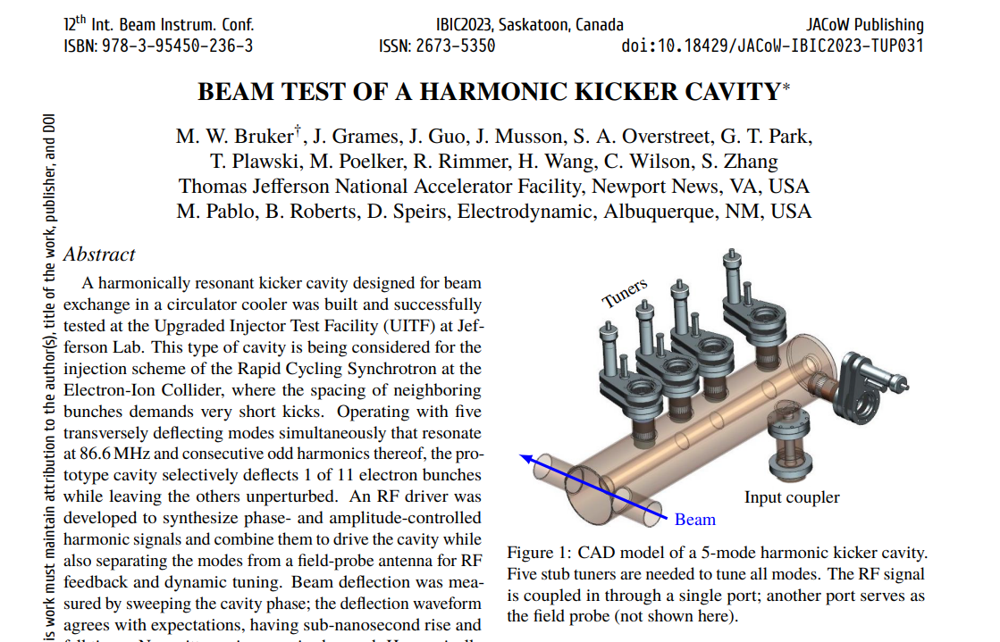 12th Int. Beam Instrum. Conf.
ISBN: 978-3-95450-236-3
IBIC2023, Saskatoon, Canada
ISSN: 2673-5350
JACoW Publishing
doi:10.18429/JACoW-IBIC2023-TUP031
BEAM TEST OF A HARMONIC KICKER CAVITY*
M. W. Bruker†, J. Grames, J. Guo, J. Musson, S. A. Overstreet, G. T. Park,
T. Plawski, M. Poelker, R. Rimmer, H. Wang, C. Wilson, S. Zhang
Thomas Jefferson National Accelerator Facility, Newport News, VA, USA
M. Pablo, B. Roberts, D. Speirs, Electrodynamic, Albuquerque, NM, USA
Abstract
A harmonically resonant kicker cavity designed for beam
exchange in a circulator cooler was built and successfully
tested at the Upgraded Injector Test Facility (UITF) at Jef-
ferson Lab. This type of cavity is being considered for the
injection scheme of the Rapid Cycling Synchrotron at the
Electron-Ion Collider, where the spacing of neighboring
bunches demands very short kicks. Operating with five
transversely deflecting modes simultaneously that resonate
at 86.6 MHz and consecutive odd harmonics thereof, the pro-
totype cavity selectively deflects 1 of 11 electron bunches
while leaving the others unperturbed. An RF driver was
developed to synthesize phase- and amplitude-controlled
harmonic signals and combine them to drive the cavity while
also separating the modes from a field-probe antenna for RF
feedback and dynamic tuning. Beam deflection was mea-
sured by sweeping the cavity phase; the deflection waveform
agrees with expectations, having sub-nanosecond rise and
Tuners
Input coupler
Beam
Figure 1: CAD model of a 5-mode harmonic kicker cavity.
Five stub tuners are needed to tune all modes. The RF signal
is coupled in through a single port; another port serves as
the field probe (not shown here).
is work must maintain attribution to the author(s), title of the work, publisher, and DOI